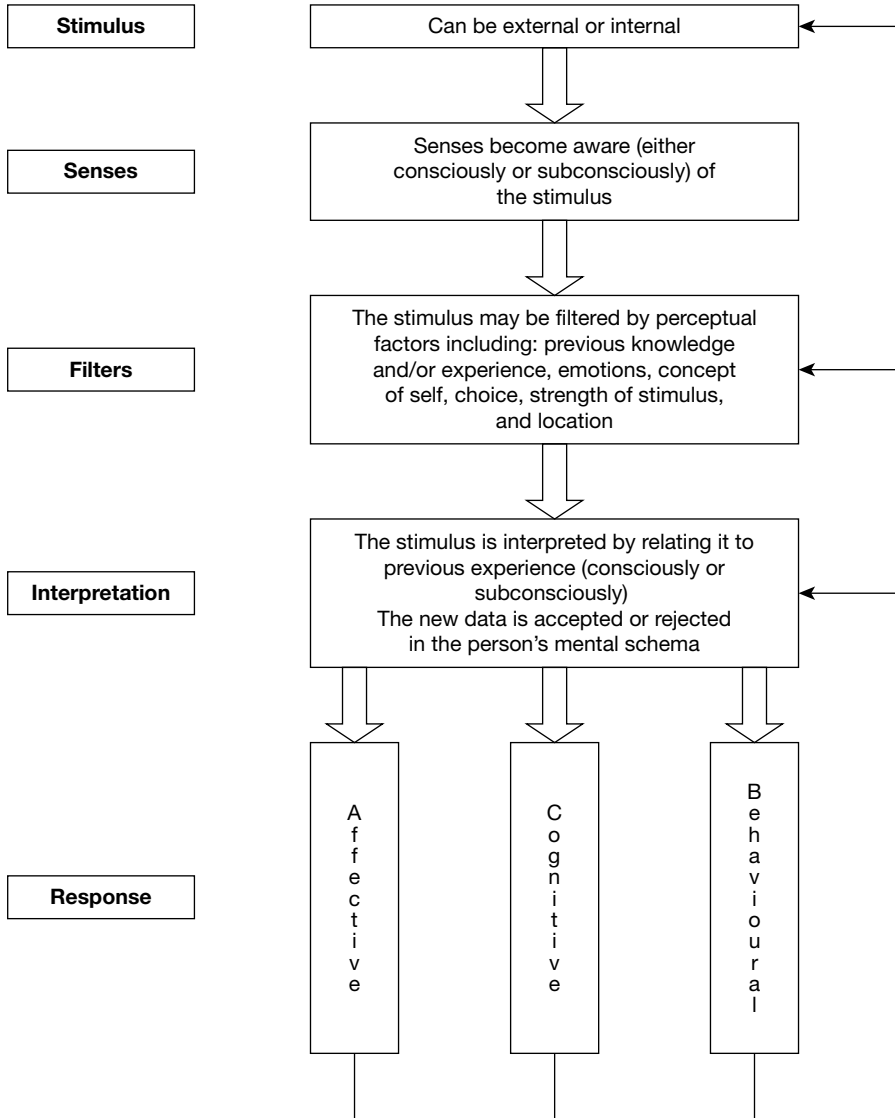 Stimulus
Can be external or internal
Senses
Senses become aware (either
consciously or subconsciously) of
the stimulus
Filters
The stimulus may be filtered by perceptual
factors including: previous knowledge
and/or experience, emotions, concept
of self, choice, strength of stimulus,
and location
Interpretation
The stimulus is interpreted by relating it to
previous experience (consciously or
subconsciously)
The new data is accepted or rejected
in the person's mental schema
Response
Affective
Cognitive
Behavioural